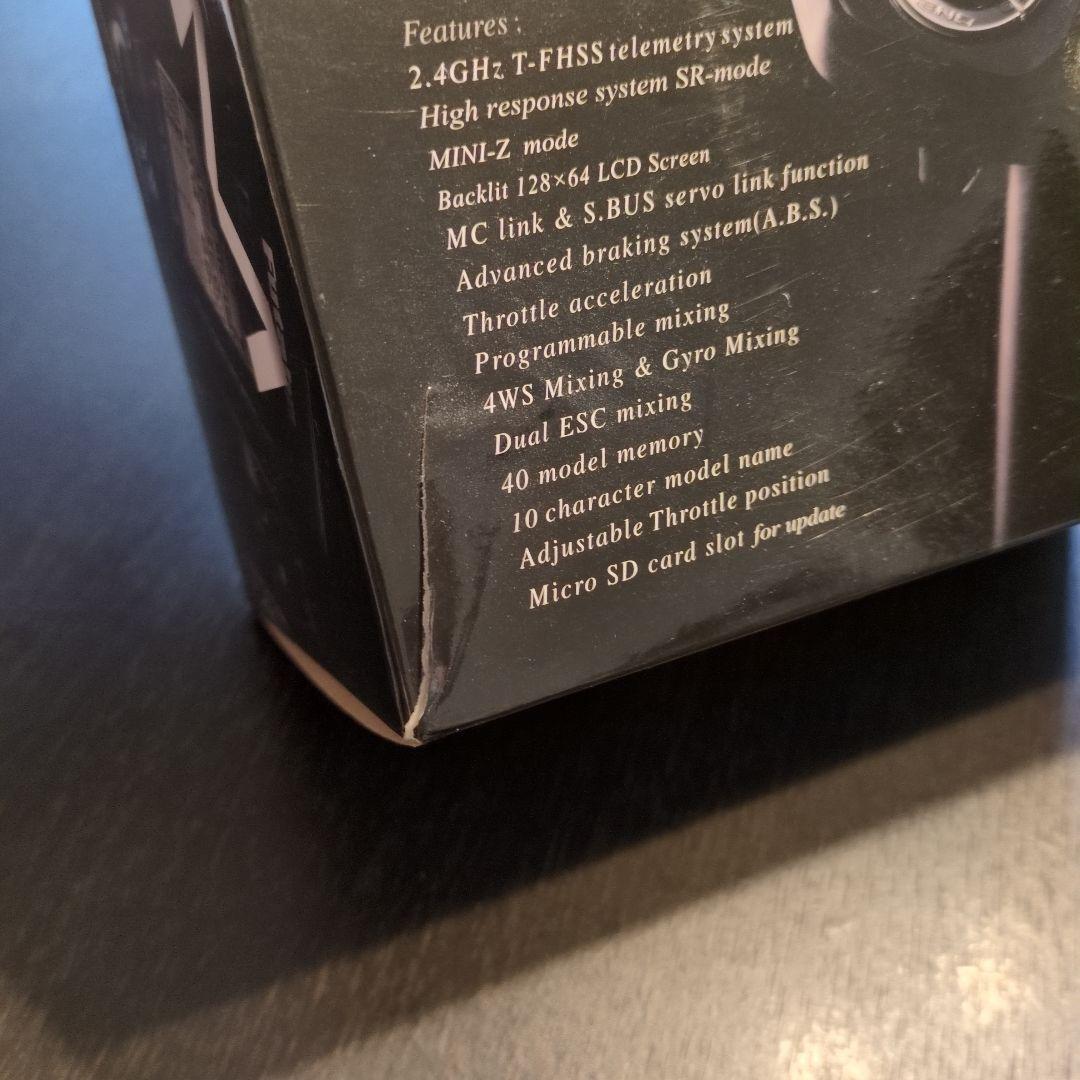 Features :
2.4GHz T-FHSS telemetry system
High response system SR-mode
MINI-Z mode
Backlit 128×64 LCD Screen
MC link & S.BUS servo link function
Advanced braking system(A.B.S.)
Throttle acceleration
Programmable mixing
4WS Mixing & Gyro Mixing
Dual ESC mixing
40 model memory
10 character model name
Adjustable Throttle position
Micro SD card slot for update